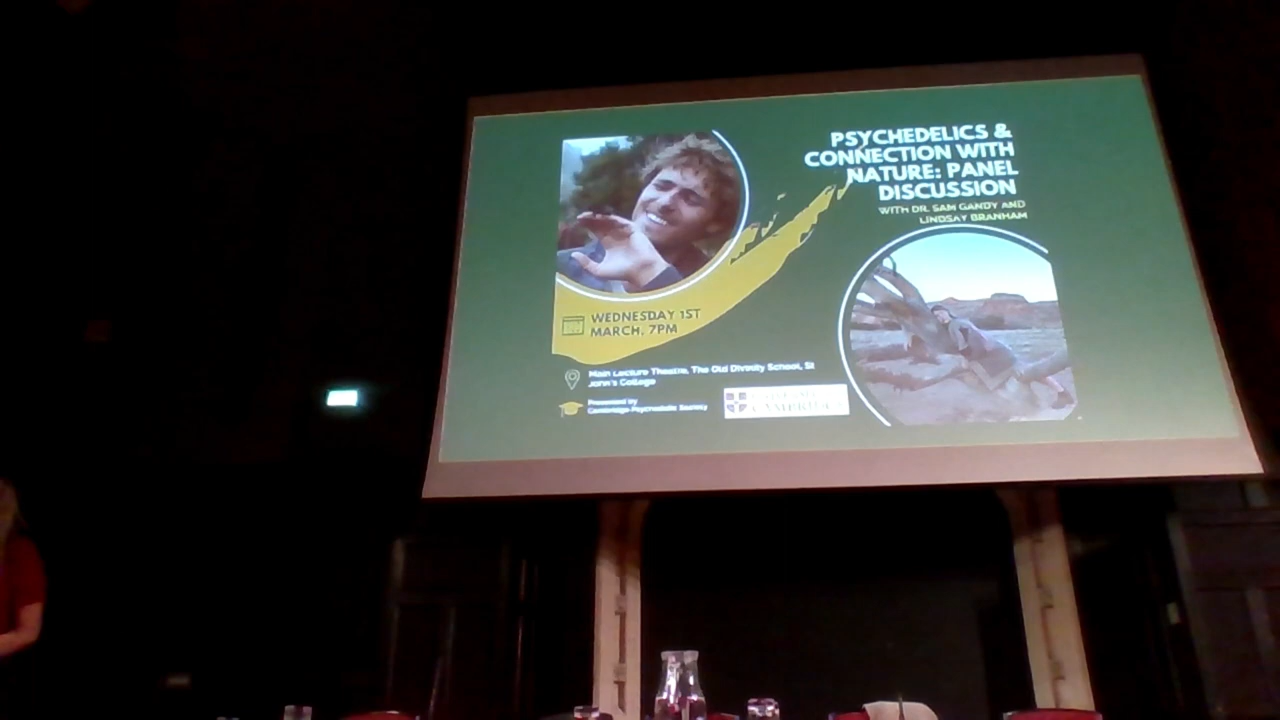 PSYCHEDELICS &
CONNECTION WITH
NATURE: PANEL
DISCUSSION
WITH DR. SAM GANDY AND
LINDSAY BRANHAM
WEDNESDAY 1ST
MARCH, 7PM
Main Lecture Theatre, The Old Divinity School, St
John's College
Presented by
Cambridge Psychedelic Society
CAMBRIDGE